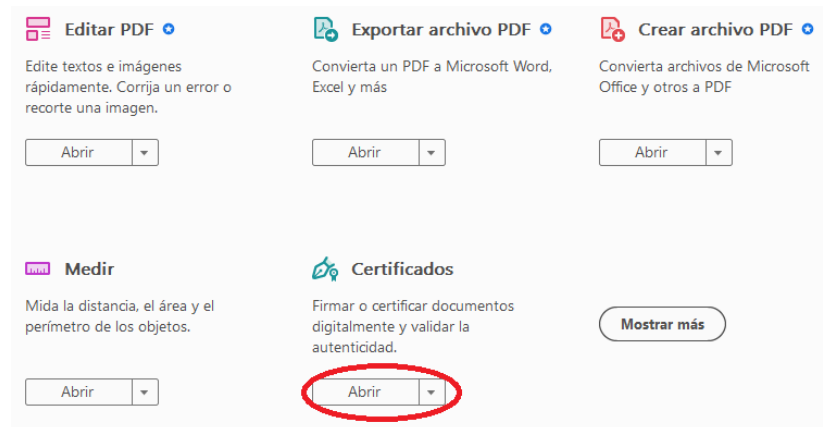 Editar PDF
Edite textos e imágenes
rápidamente. Corrija un error o
recorte una imagen.
Abrir
Exportar archivo PDF
Convierta un PDF a Microsoft Word,
Excel y más
Abrir
Crear archivo PDF
Convierta archivos de Microsoft
Office y otros a PDF
Abrir
Medir
Mida la distancia, el área y el
perímetro de los objetos.
Abrir
Certificados
Firmar o certificar documentos
digitalmente y validar la
autenticidad.
Abrir
Mostrar más